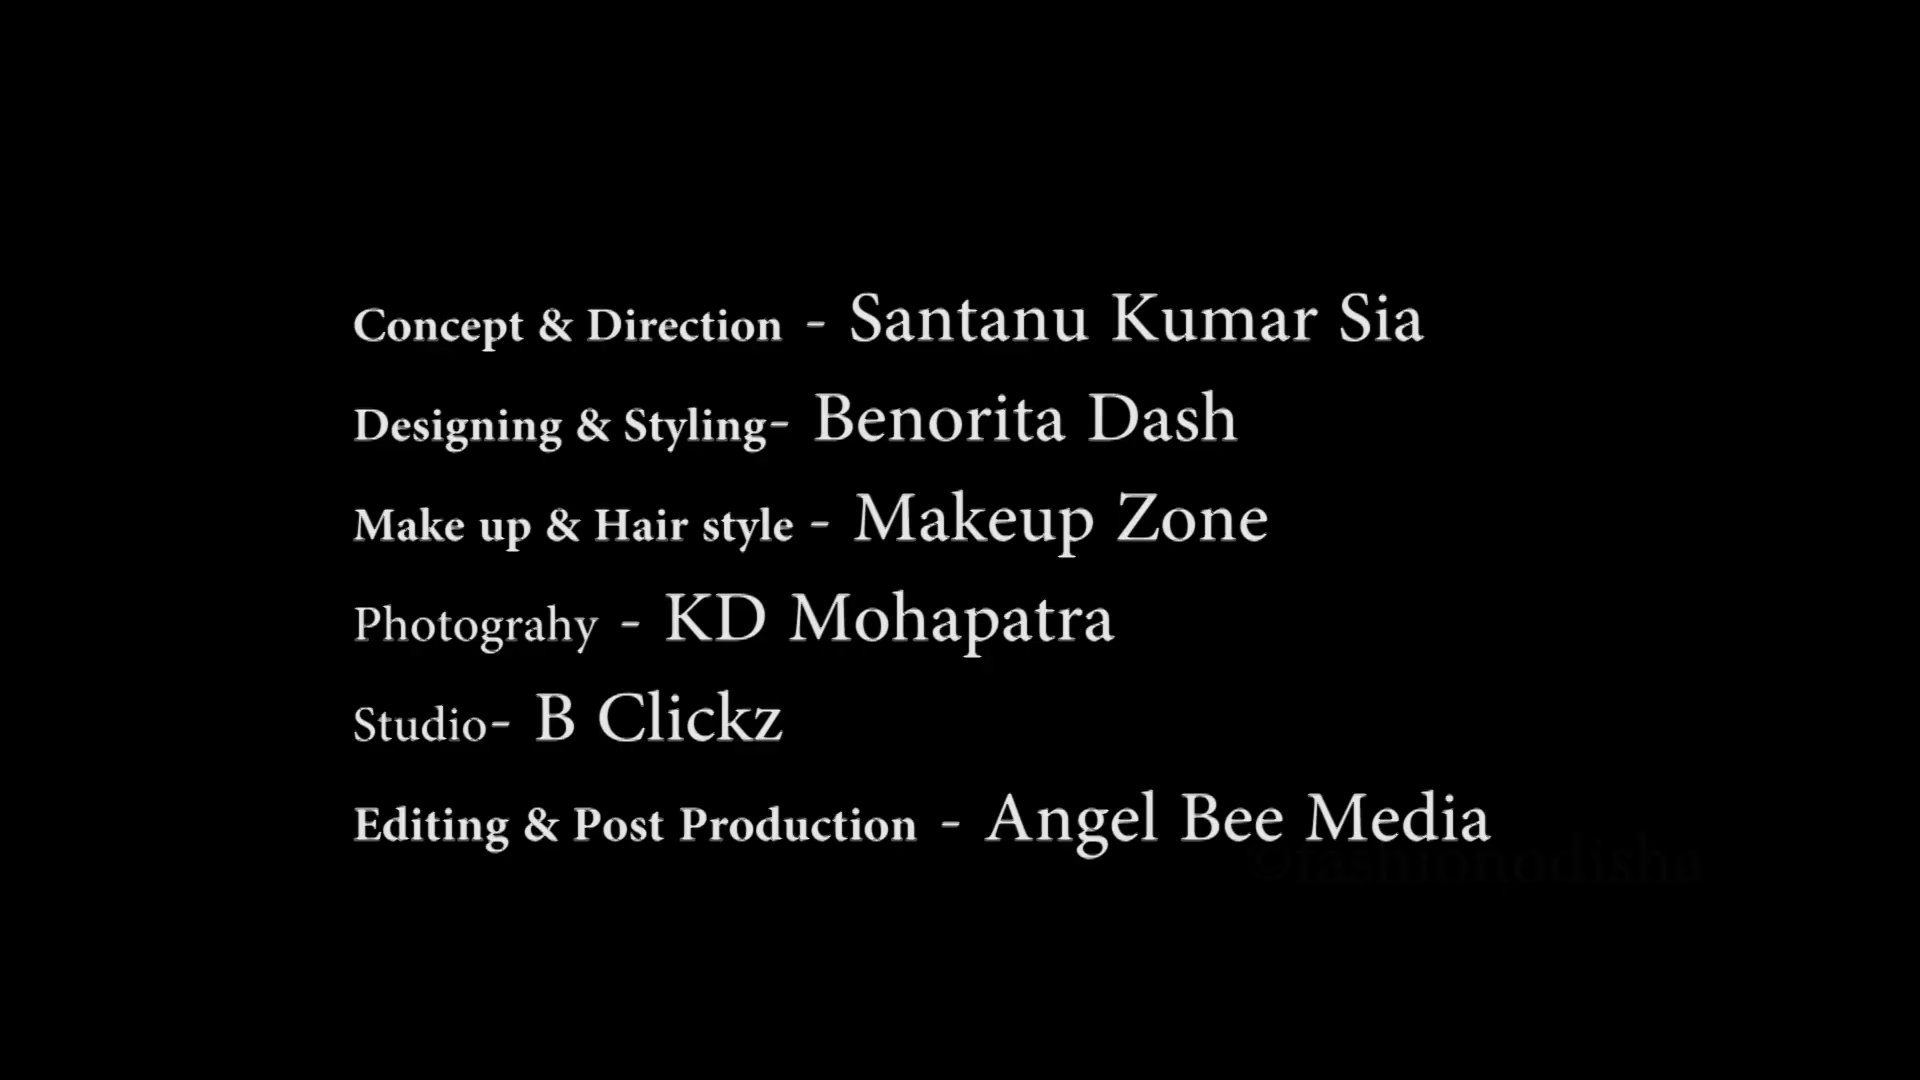 Concept & Direction - Santanu Kumar Sia
Designing & Styling- Benorita Dash
Make up & Hair style - Makeup Zone
Photograhy - KD Mohapatra
Studio- B Clickz
Editing & Post Production - Angel Bee Media
©fashionodisha